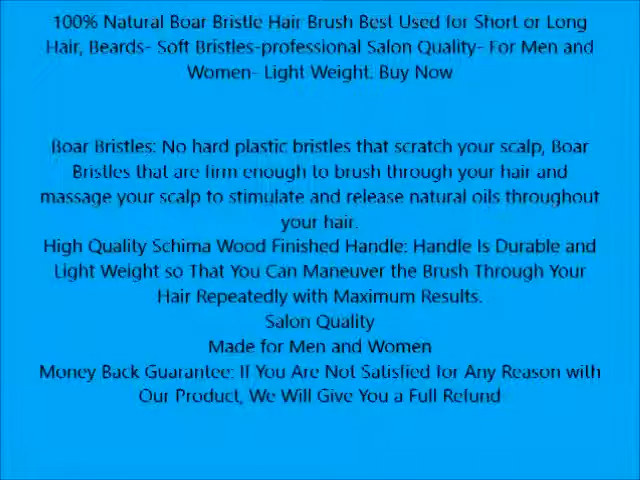 100% Natural Boar Bristle Hair Brush Best Used for Short or Long
Hair, Beards- Soft Bristles-professional Salon Quality- For Men and
Women- Light Weight. Buy Now
Boar Bristles: No hard plastic bristles that scratch your scalp, Boar
Bristles that are firm enough to brush through your hair and
massage your scalp to stimulate and release natural oils throughout
your hair.
High Quality Schima Wood Finished Handle: Handle Is Durable and
Light Weight so That You Can Maneuver the Brush Through Your
Hair Repeatedly with Maximum Results.
Salon Quality
Made for Men and Women
Money Back Guarantee: If You Are Not Satisfied for Any Reason with
Our Product, We Will Give You a Full Refund